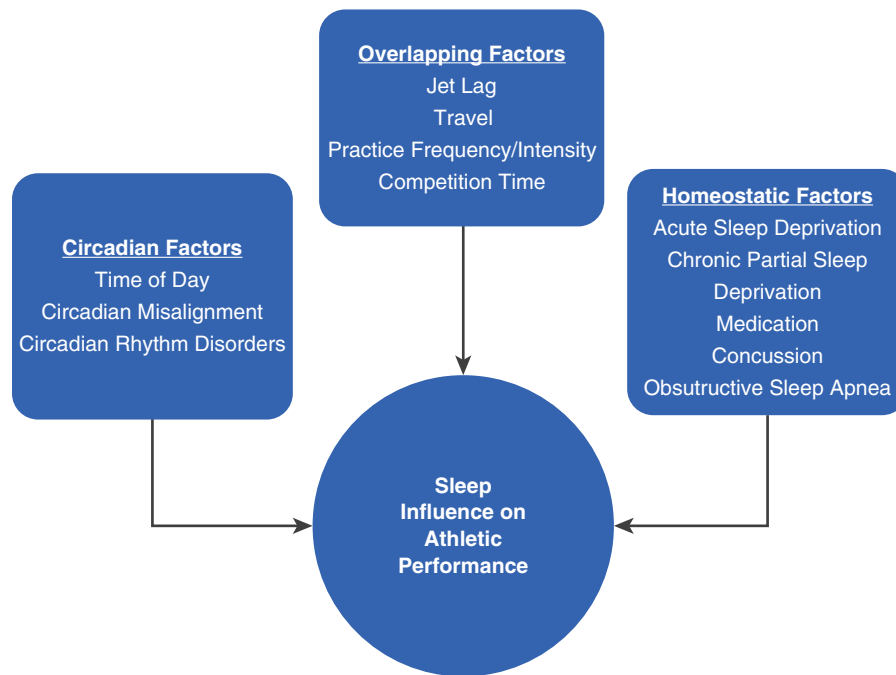 Overlapping Factors
Jet Lag
Travel
Practice Frequency/Intensity
Competition Time
Circadian Factors
Time of Day
Circadian Misalignment
Circadian Rhythm Disorders
Homeostatic Factors
Acute Sleep Deprivation
Chronic Partial Sleep
Deprivation
Medication
Concussion
Obsutructive Sleep Apnea
Sleep
Influence on
Athletic
Performance